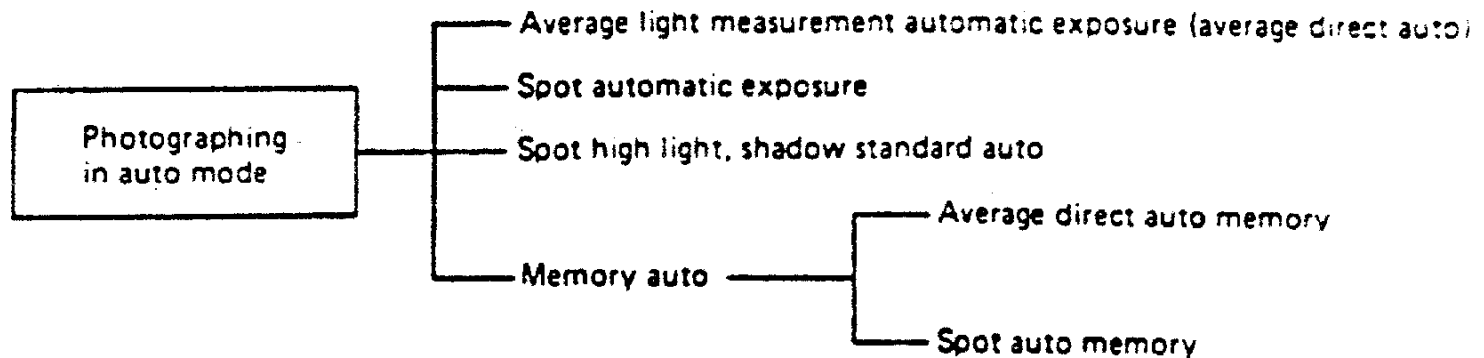 Average light measurement automatic exposure (average direct auto)
Spot automatic exposure
Photographing
in auto mode
Spot high light, shadow standard auto
Average direct auto memory
Memory auto
Spot auto memory